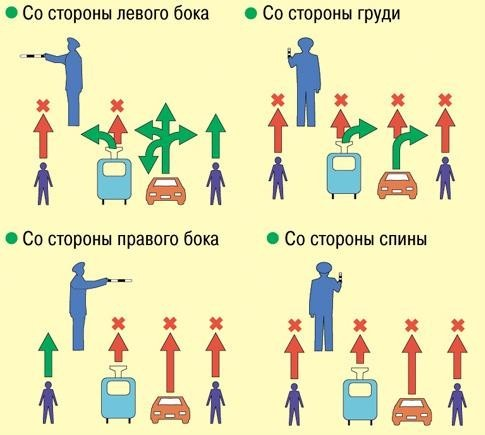 Со стороны левого бока
Со стороны груди
Со стороны правого бока
Со стороны спины